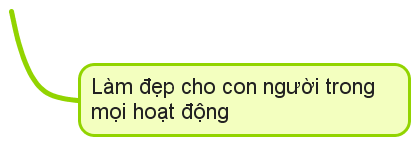 Làm đẹp cho con người trong
mọi hoạt động